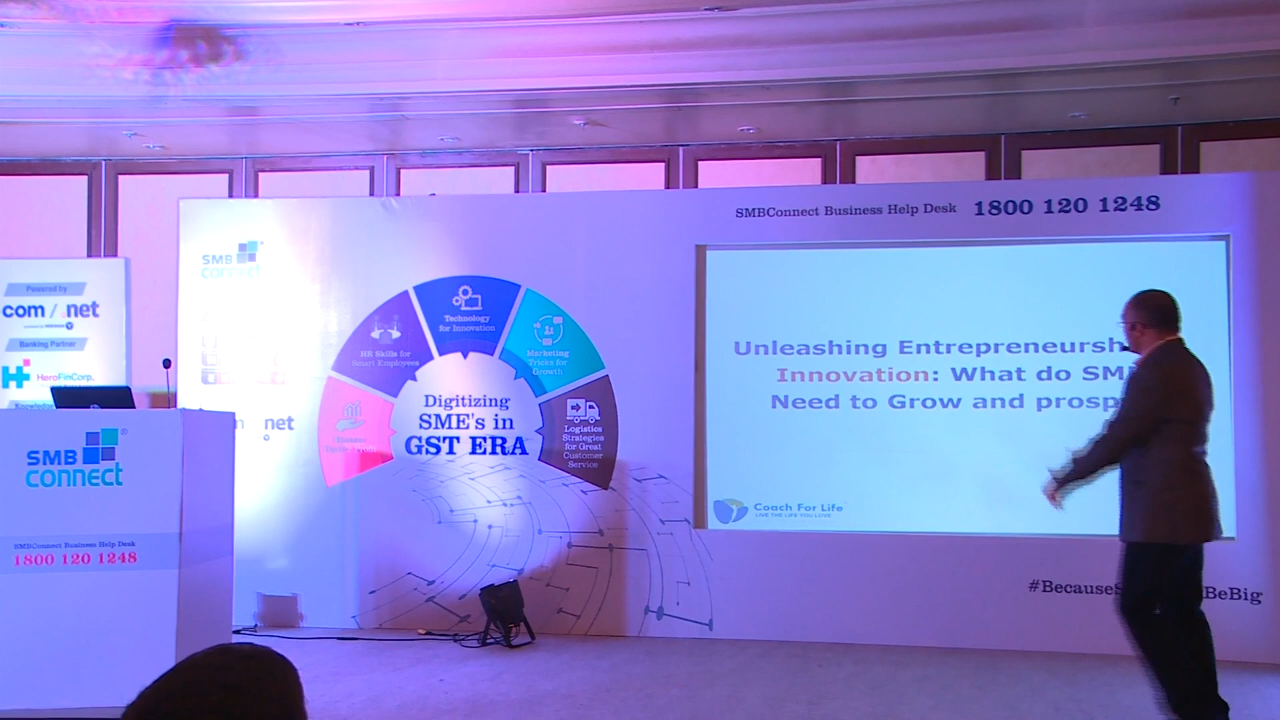 SMBConnect Business Help Desk 1800 120 1248
SMB
connect
Powered by
com / .net
Banking Partner
HeroFinCorp.
Technology
for Innovation
HR Skills for
Smart Employees
Marketing
Tricks for
Growth
Logistics
Strategies
for Great
Customer
Service
Digitizing
SME's in
GST ERA
net
Unleashing Entrepreneursh
Innovation: What do SM
Need to Grow and prosp
Coach For Life
LIVE THE LIFE YOU LOVE
SMB
connect
SMBConnect Business Help Desk
1800 120 1248
#Because
BeBig